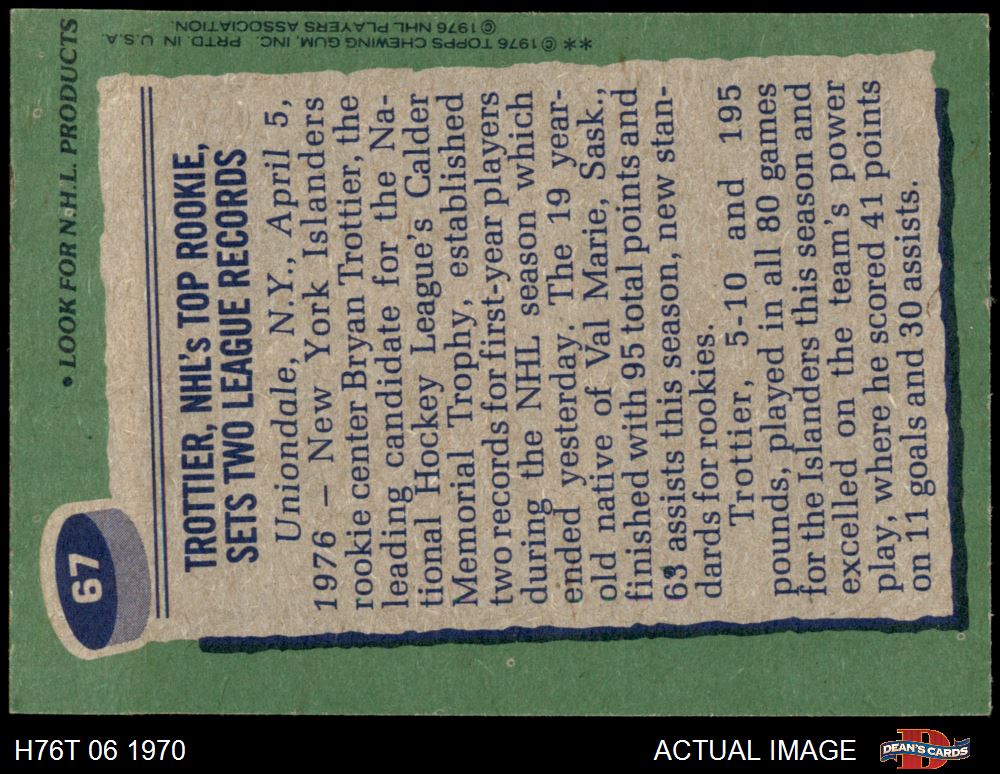 67
• LOOK FOR N.H.L. PRODUCTS
TROTTIER, NHL's TOP ROOKIE,
SETS TWO LEAGUE RECORDS
Uniondale, N.Y., April 5,
1976 – New York Islanders
rookie center Bryan Trottier, the
leading candidate for the Na-
tional Hockey League's Calder
Memorial Trophy, established
two records for first-year players
during the NHL season which
ended yesterday. The 19 year-
old native of Val Marie, Sask.,
finished with 95 total points and
63 assists this season, new stan-
dards for rookies.
Trottier, 5-10 and 195
pounds, played in all 80 games
for the Islanders this season and
excelled on the team's power
play, where he scored 41 points
on 11 goals and 30 assists.
** © 1976 TOPPS CHEWING GUM, INC. PRTD. IN U.S.A.
© 1976 NHL PLAYERS ASSOCIATION.
H76T 06 1970
ACTUAL IMAGE
DEAN'S CARDS